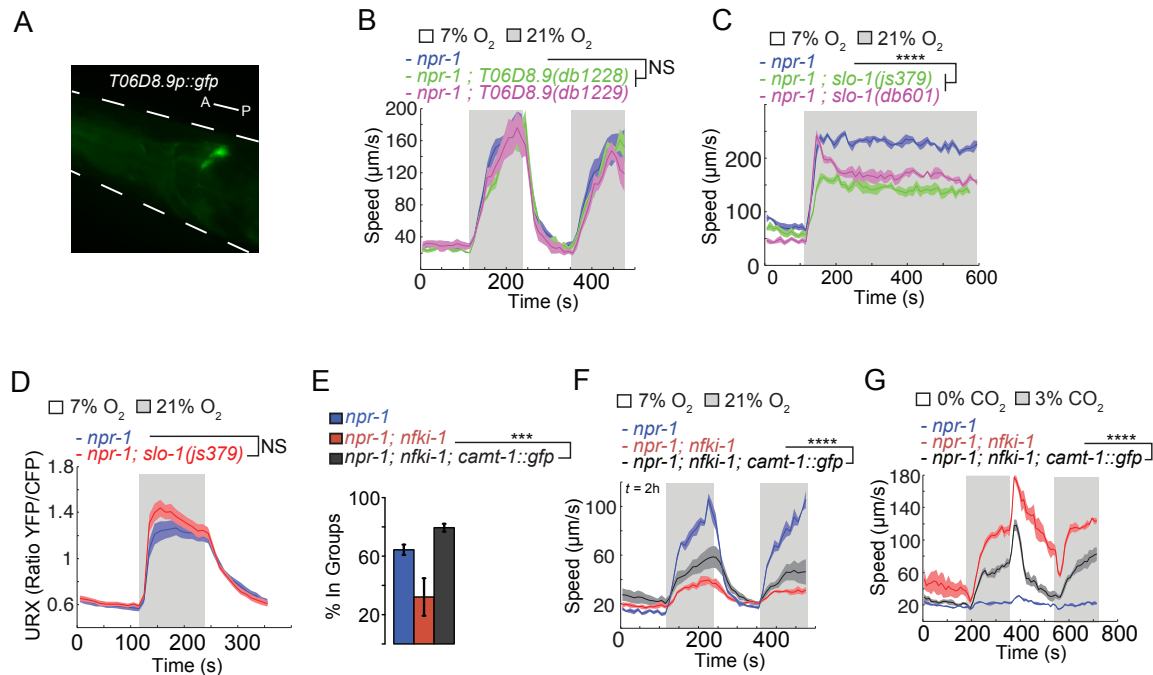 A
T06D8.9p::gfp
A P
B
7% O2 21% O2
- npr-1
- npr-1 ; T06D8.9(db1228)
- npr-1 ; T06D8.9(db1229)
NS
200
160
120
80
40
Speed (µm/s)
0 200 400
Time (s)
C
7% O2 21% O2
****
- npr-1
- npr-1 ; slo-1(js379)
- npr-1 ; slo-1(db601)
200
100
0
Speed (µm/s)
0 200 400 600
Time (s)
D
7% O2 21% O2
- npr-1
- npr-1; slo-1(js379)
NS
1.8
1.4
1
0.6
URX (Ratio YFP/CFP)
0 100 200 300
Time (s)
E
npr-1
npr-1; nfki-1
npr-1; nfki-1; camt-1::gfp
***
100
80
60
40
20
% In Groups
F
7% O2 21% O2
- npr-1
- npr-1; nfki-1
- npr-1; nfki-1; camt-1::gfp
****
t = 2h
100
60
20
Speed (µm/s)
0 200 400
Time (s)
G
0% CO2 3% CO2
- npr-1
- npr-1; nfki-1
- npr-1; nfki-1; camt-1::gfp
****
180
140
100
60
20
Speed (µm/s)
0 200 400 600 800
Time (s)